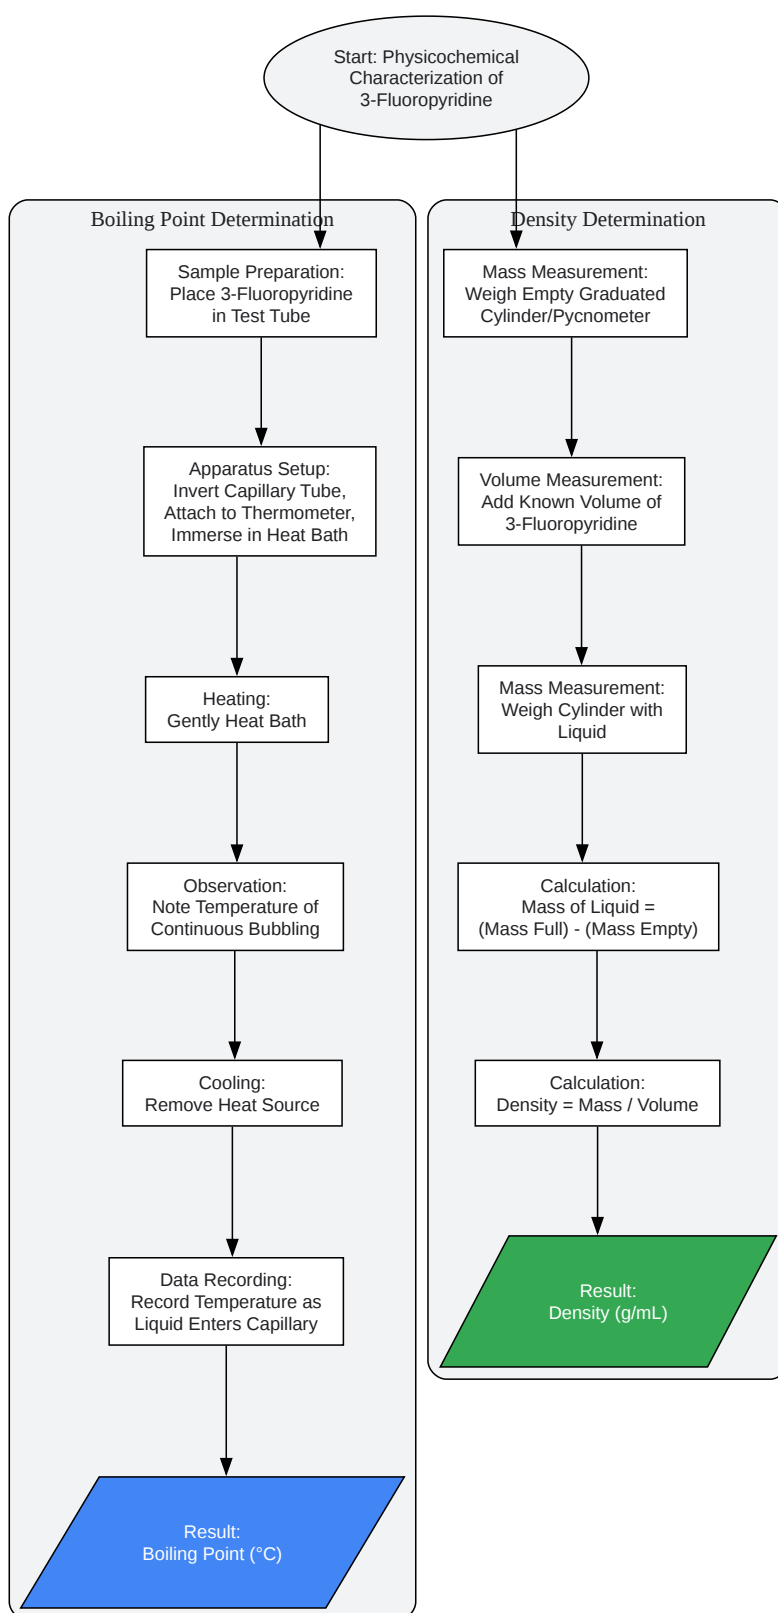 Start: Physicochemical
Characterization of
3-Fluoropyridine
Boiling Point Determination
Sample Preparation:
Place 3-Fluoropyridine
in Test Tube
Apparatus Setup:
Invert Capillary Tube,
Attach to Thermometer,
Immerse in Heat Bath
Heating:
Gently Heat Bath
Observation:
Note Temperature of
Continuous Bubbling
Cooling:
Remove Heat Source
Data Recording:
Record Temperature as
Liquid Enters Capillary
Result:
Boiling Point (°C)
Density Determination
Mass Measurement:
Weigh Empty Graduated
Cylinder/Pycnometer
Volume Measurement:
Add Known Volume of
3-Fluoropyridine
Mass Measurement:
Weigh Cylinder with
Liquid
Calculation:
Mass of Liquid =
(Mass Full) - (Mass Empty)
Calculation:
Density = Mass / Volume
Result:
Density (g/mL)